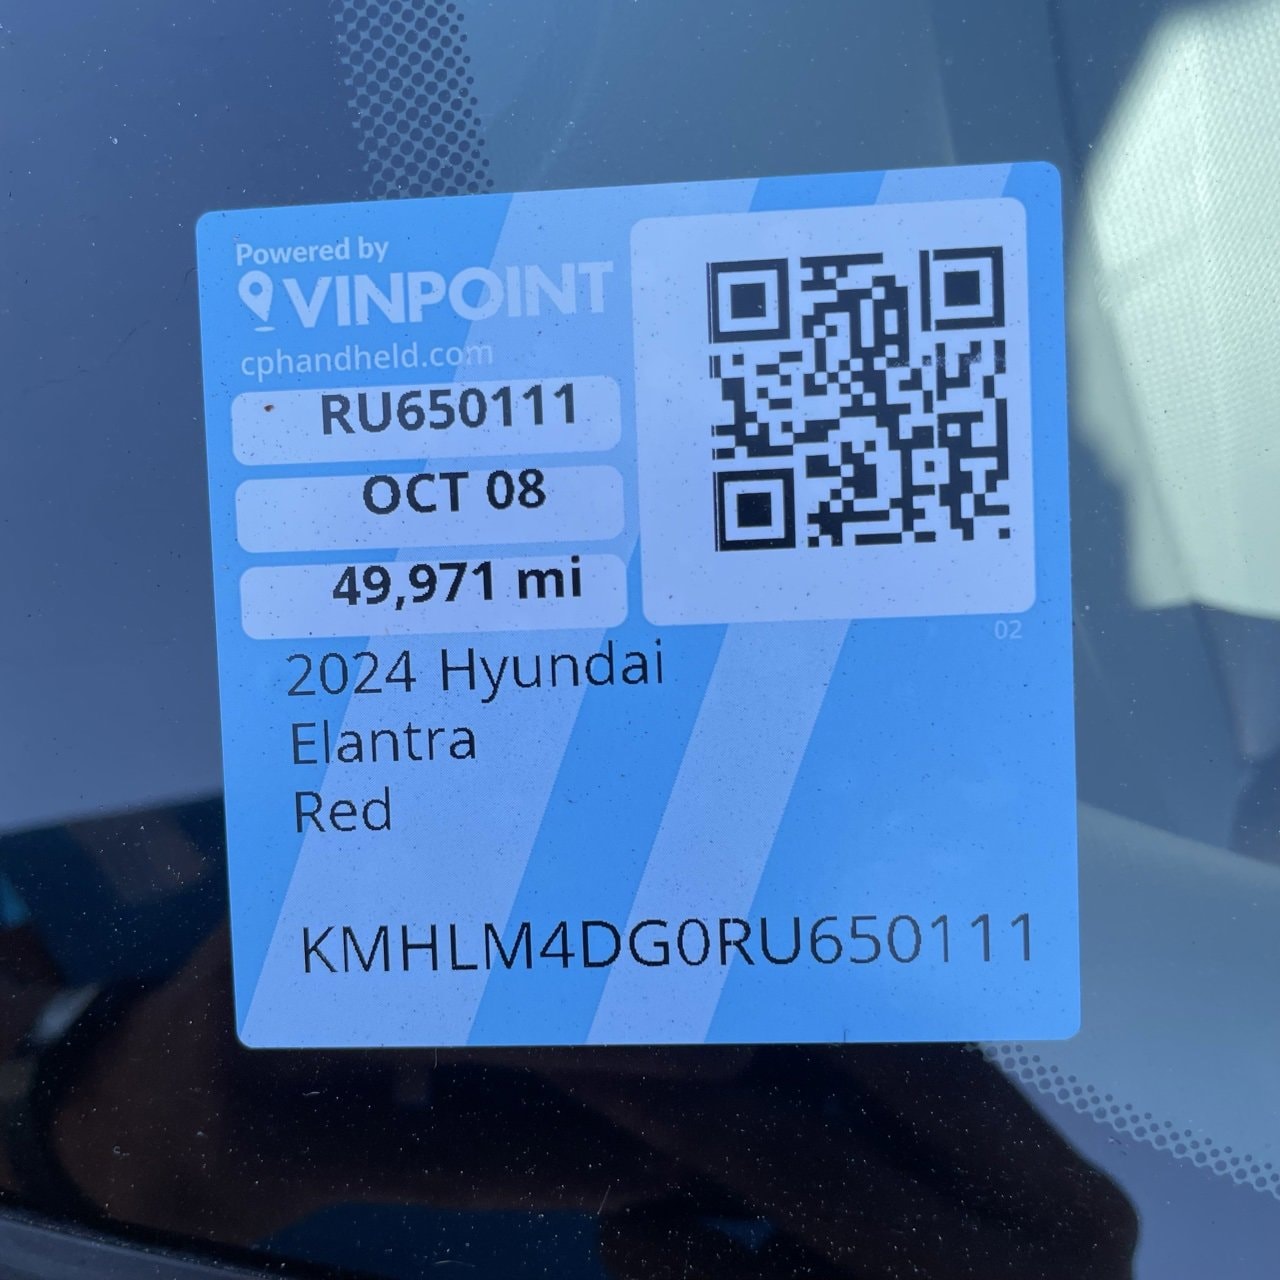 Powered by
VINPOINT
cphandheld.com
RU650111
OCT 08
49,971 mi
02
2024 Hyundai
Elantra
Red
KMHLM4DG0RU650111